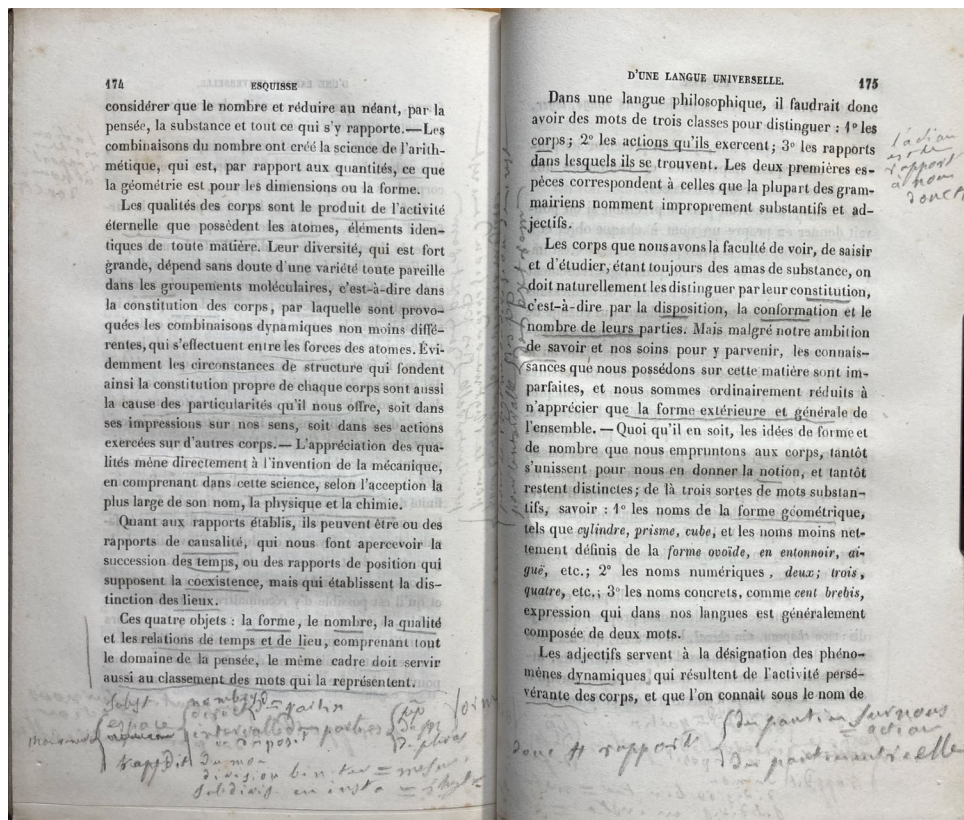 174 ESQUISSE
considérer que le nombre et réduire au néant, par la
pensée, la substance et tout ce qui s'y rapporte.—Les
combinaisons du nombre ont créé la science de l'arith-
métique, qui est, par rapport aux quantités, ce que
la géométrie est pour les dimensions ou la forme.
Les qualités des corps sont le produit de l'activité
éternelle que possèdent les atomes, éléments iden-
tiques de toute matière. Leur diversité, qui est fort
grande, dépend sans doute d'une variété toute pareille
dans les groupements moléculaires, c'est-à-dire dans
la constitution des corps, par laquelle sont provo-
quées les combinaisons dynamiques non moins diffé-
rentes, qui s'effectuent entre les forces des atomes. Évi-
demment les circonstances de structure qui fondent
ainsi la constitution propre de chaque corps sont aussi
la cause des particularités qu'il nous offre, soit dans
ses impressions sur nos sens, soit dans ses actions
exercées sur d'autres corps.— L'appréciation des qua-
lités mène directement à l'invention de la mécanique,
en comprenant dans cette science, selon l'acception la
plus large de son nom, la physique et la chimie.
Quant aux rapports établis, ils peuvent être ou des
rapports de causalité, qui nous font apercevoir la
succession des temps, ou des rapports de position qui
supposent la coexistence, mais qui établissent la dis-
tinction des lieux.
Ces quatre objets : la forme, le nombre, la qualité
et les relations de temps et de lieu, comprenant tout
le domaine de la pensée, le même cadre doit servir
aussi au classement des mots qui la représentent.
subst
espace
rapport
D'UNE LANGUE UNIVERSELLE. 175
Dans une langue philosophique, il faudrait donc
avoir des mots de trois classes pour distinguer : 1° les
corps ; 2° les actions qu'ils exercent; 3° les rapports
dans lesquels ils se trouvent. Les deux premières es-
pèces correspondent à celles que la plupart des gram-
mairiens nomment improprement substantifs et ad-
jectifs.
Les corps que nous avons la faculté de voir, de saisir
et d'étudier, étant toujours des amas de substance, on
doit naturellement les distinguer par leur constitution,
c'est-à-dire par la disposition, la conformation et le
nombre de leurs parties. Mais malgré notre ambition
de savoir et nos soins pour y parvenir, les connais-
sances que nous possédons sur cette matière sont im-
parfaites, et nous sommes ordinairement réduits à
n'apprécier que la forme extérieure et générale de
l'ensemble. — Quoi qu'il en soit, les idées de forme et
de nombre que nous empruntons aux corps, tantôt
s'unissent pour nous en donner la notion, et tantôt
restent distinctes; de là trois sortes de mots substan-
tifs, savoir : 1° les noms de la forme géométrique,
tels que cylindre, prisme, cube, et les noms moins net-
tement définis de la forme ovoïde, en entonnoir, ai-
guë, etc.; 2° les noms numériques, deux; trois,
quatre, etc.; 3° les noms concrets, comme cent brebis,
expression qui dans nos langues est généralement
composée de deux mots.
Les adjectifs servent à la désignation des phéno-
mènes dynamiques qui résultent de l'activité persé-
vérante des corps, et que l'on connaît sous le nom de
l'action
est le
rapport
à nous
donc #
donc # rapport
sur nous
action